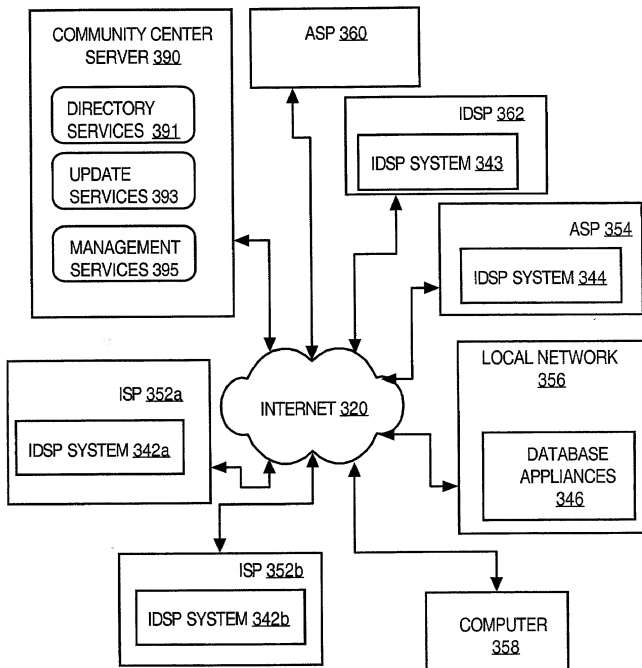 COMMUNITY CENTER
SERVER 390
DIRECTORY
SERVICES 391
UPDATE
SERVICES 393
MANAGEMENT
SERVICES 395
ASP 360
IDSP 362
IDSP SYSTEM 343
ASP 354
IDSP SYSTEM 344
LOCAL NETWORK
356
DATABASE
APPLIANCES
346
INTERNET 320
ISP 352a
IDSP SYSTEM 342a
ISP 352b
IDSP SYSTEM 342b
COMPUTER
358